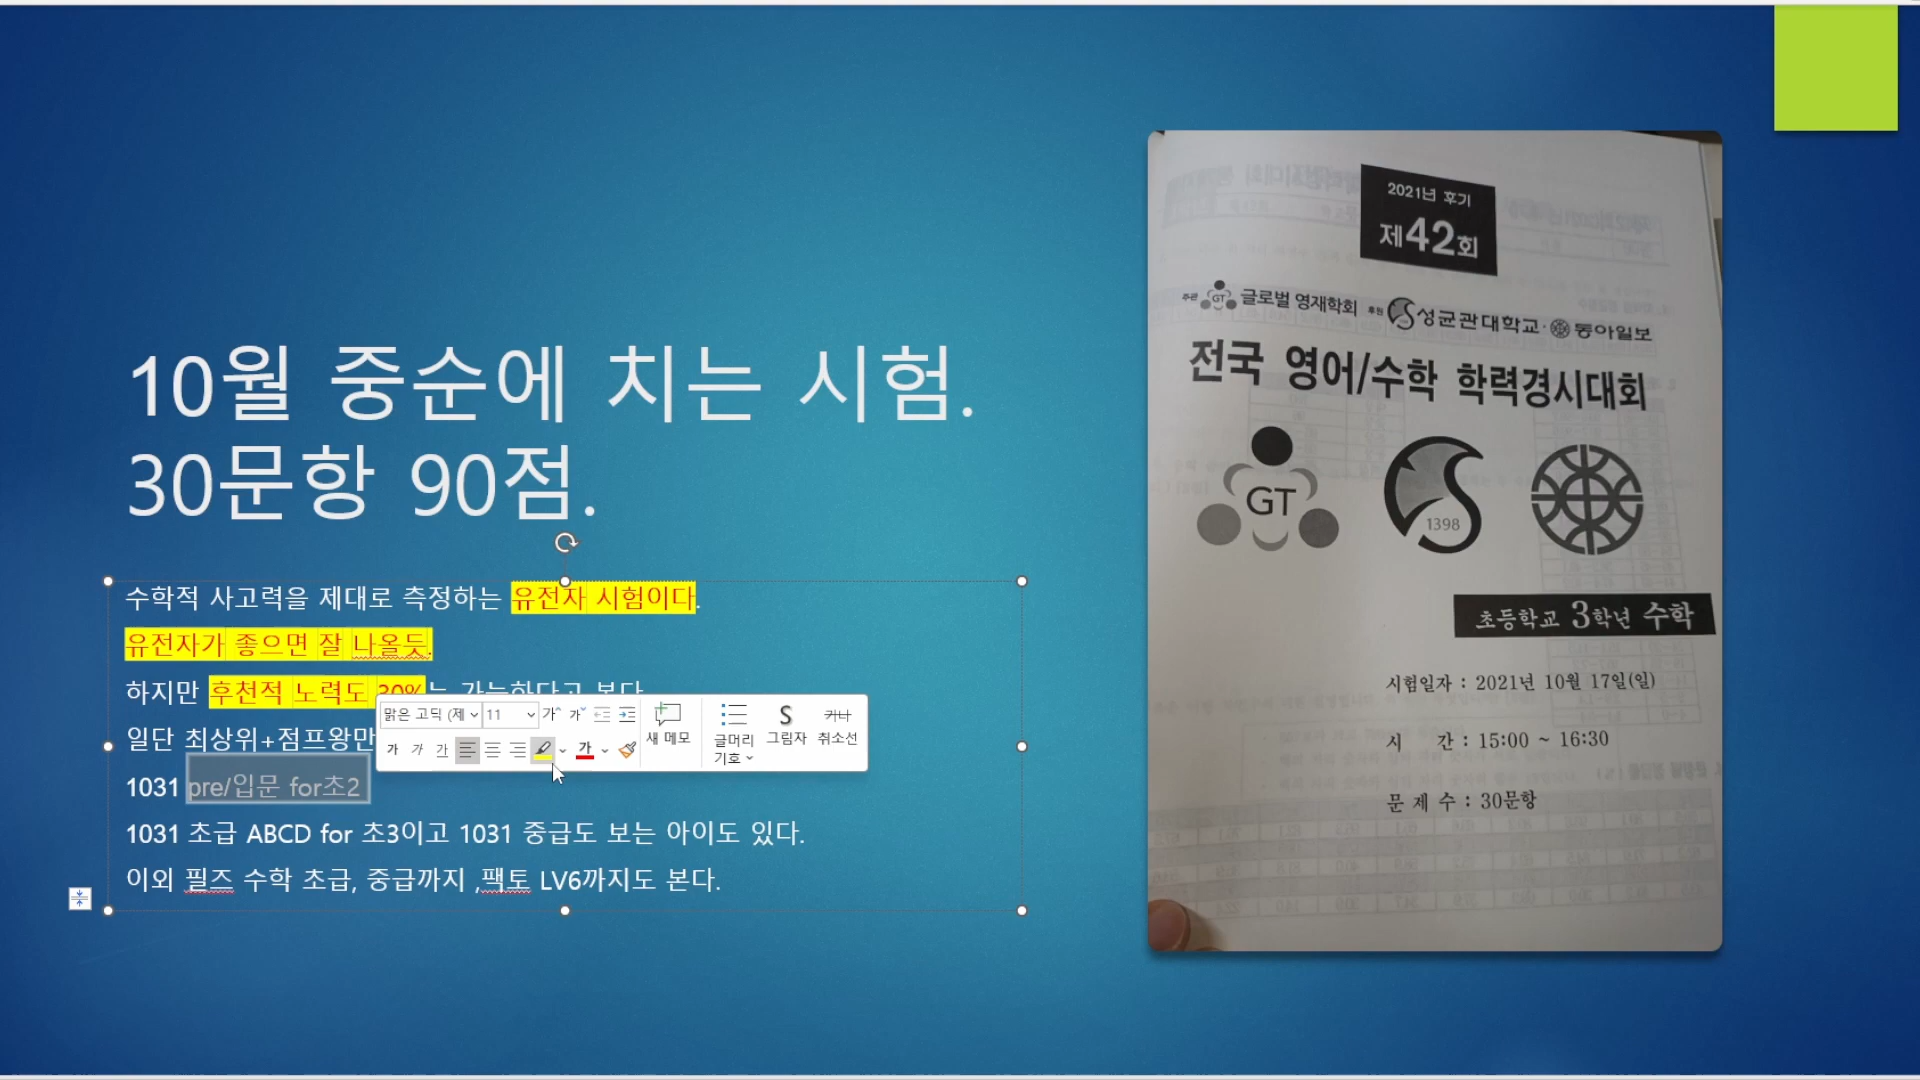 10월 중순에 치는 시험.
30문항 90점.
수학적 사고력을 제대로 측정하는 유전자 시험이다.
유전자가 좋으면 잘 나올듯.
하지만 후천적 노력도 30%는 가능하다고 본다
일단 최상위+점프왕만
1031 pre/입문 for초2
1031 초급 ABCD for 초3이고 1031 중급도 보는 아이도 있다.
이외 필즈 수학 초급, 중급까지 ,팩토 LV6까지도 본다.
맑은 고딕 (제 11 가 가 새 메모 글머리 기호 S 그림자 가나 취소선
가 가 가 가
2021년 후기
제42회
주관 GT 글로벌 영재학회 후원 성균관대학교· 동아일보
전국 영어/수학 학력경시대회
GT
1398
초등학교 3학년 수학
시험일자 : 2021년 10월 17일(일)
시 간 : 15:00 ~ 16:30
문 제 수 : 30문항